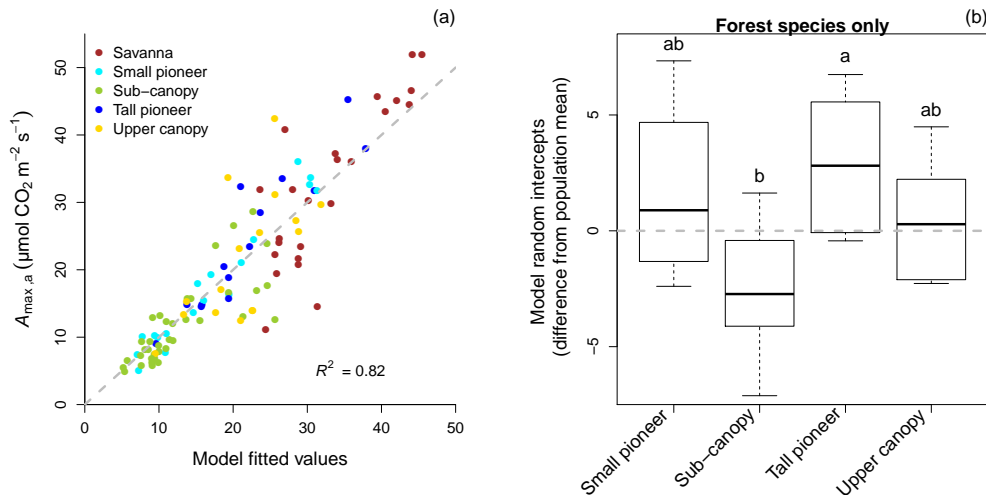 (a)
A max,a (µmol CO2 m−2 s−1)
50
40
30
20
10
0
Savanna
Small pioneer
Sub−canopy
Tall pioneer
Upper canopy
R2 = 0.82
0 10 20 30 40 50
Model fitted values
Forest species only
(b)
Model random intercepts
(difference from population mean)
5
0
−5
ab
b
a
ab
Small pioneer
Sub−canopy
Tall pioneer
Upper canopy